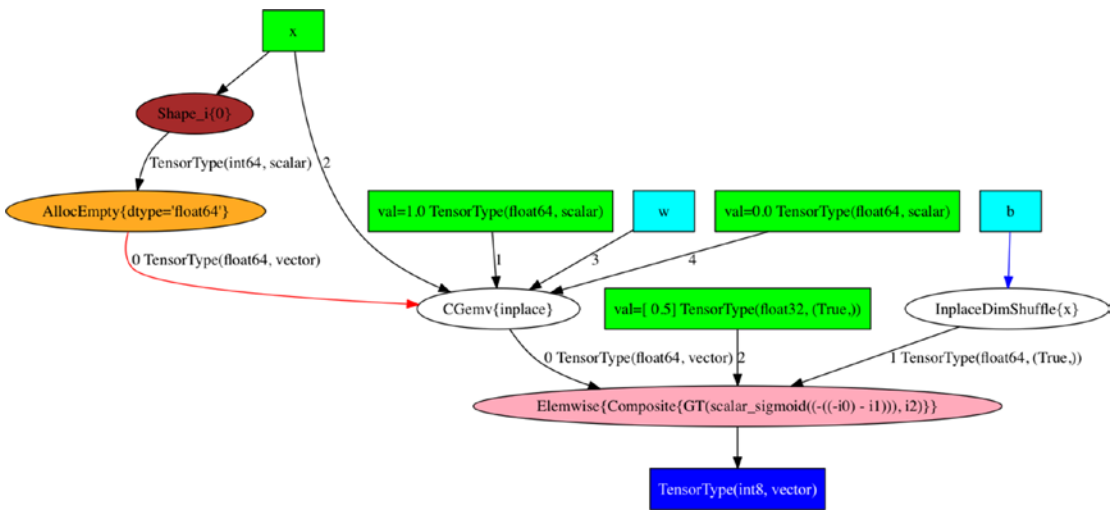 x
Shape_i{0}
TensorType(int64, scalar)
2
AllocEmpty{dtype='float64'}
val=1.0 TensorType(float64, scalar)
w
val=0.0 TensorType(float64, scalar)
b
0 TensorType(float64, vector)
1
3
4
CGemv{inplace}
val=[ 0.5] TensorType(float32, (True,))
InplaceDimShuffle{x}
0 TensorType(float64, vector)
2
1 TensorType(float64, (True,))
Elemwise{Composite{GT(scalar_sigmoid((-((-i0) - i1))), i2)}}
TensorType(int8, vector)